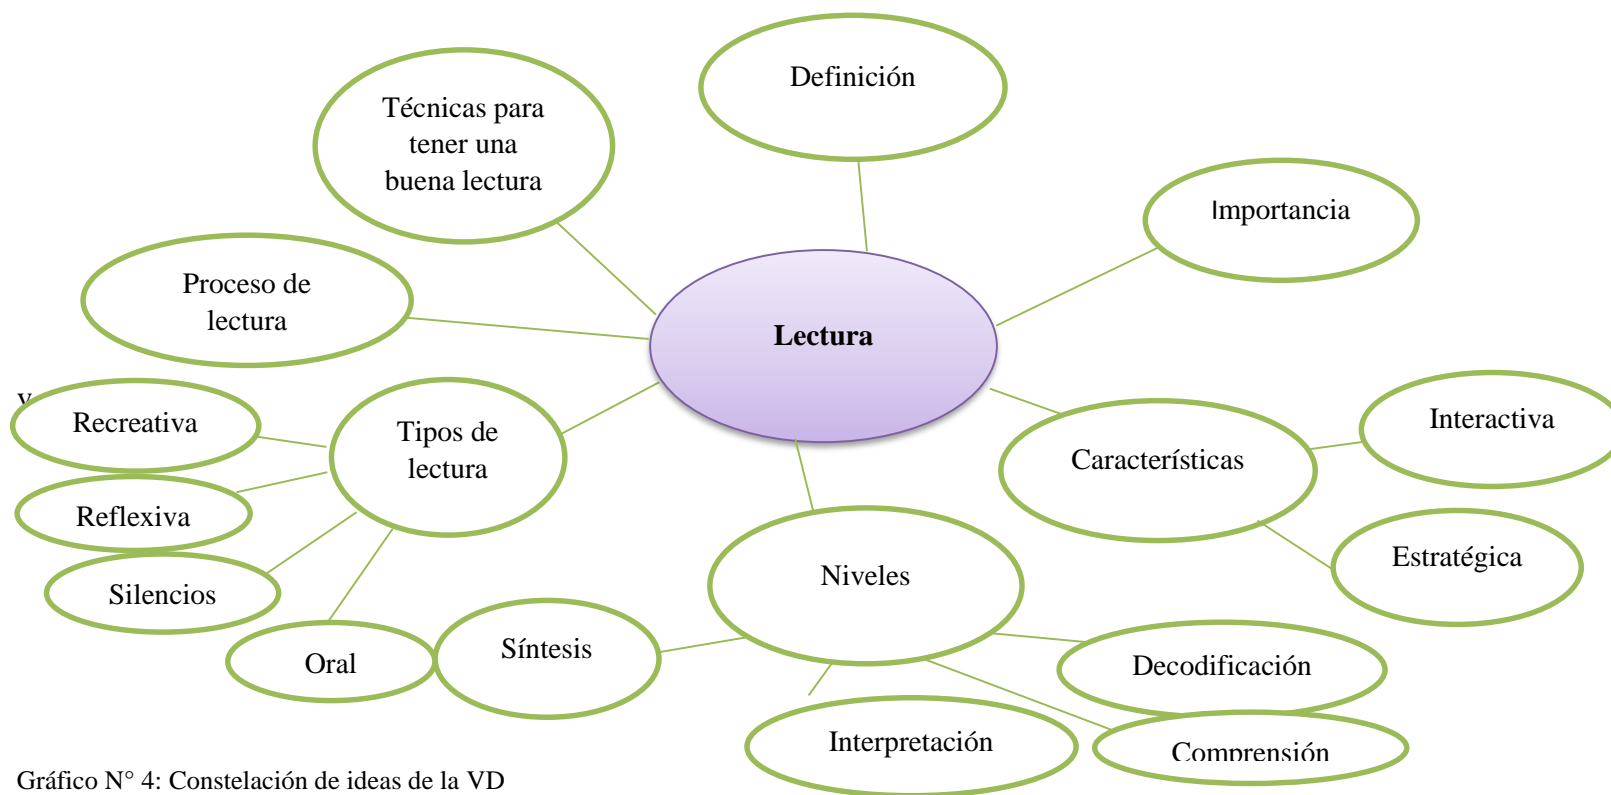 Definición
Técnicas para
tener una
buena lectura
Importancia
Proceso de
lectura
Lectura
v
Recreativa
Tipos de
lectura
Interactiva
Características
Reflexiva
Estratégica
Silencios
Niveles
Síntesis
Oral
Decodificación
Interpretación
Comprensión
Gráfico N° 4: Constelación de ideas de la VD